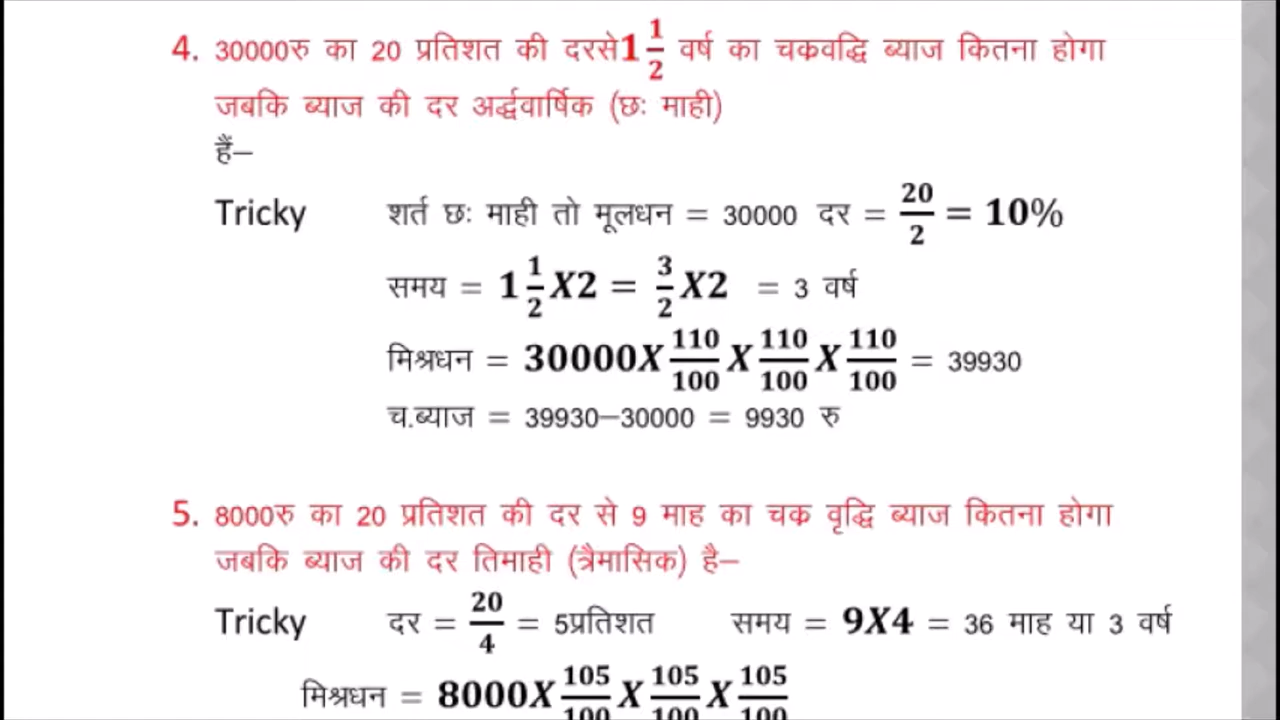 4. 30000रु का 20 प्रतिशत की दरसे1 1/2 वर्ष का चक्रवद्धि ब्याज कितना होगा
जबकि ब्याज की दर अर्द्धवार्षिक (छः माही)
हैं–
Tricky शर्त छः माही तो मूलधन = 30000 दर = 20/2 = 10%
समय = 1 1/2 X2 = 3/2 X2 = 3 वर्ष
मिश्रधन = 30000X 110/100 X 110/100 X 110/100 = 39930
च.ब्याज = 39930–30000 = 9930 रु
5. 8000रु का 20 प्रतिशत की दर से 9 माह का चक्र वृद्धि ब्याज कितना होगा
जबकि ब्याज की दर तिमाही (त्रैमासिक) है–
Tricky दर = 20/4 = 5प्रतिशत समय = 9X4 = 36 माह या 3 वर्ष
मिश्रधन = 8000X 105/100 X 105/100 X 105/100